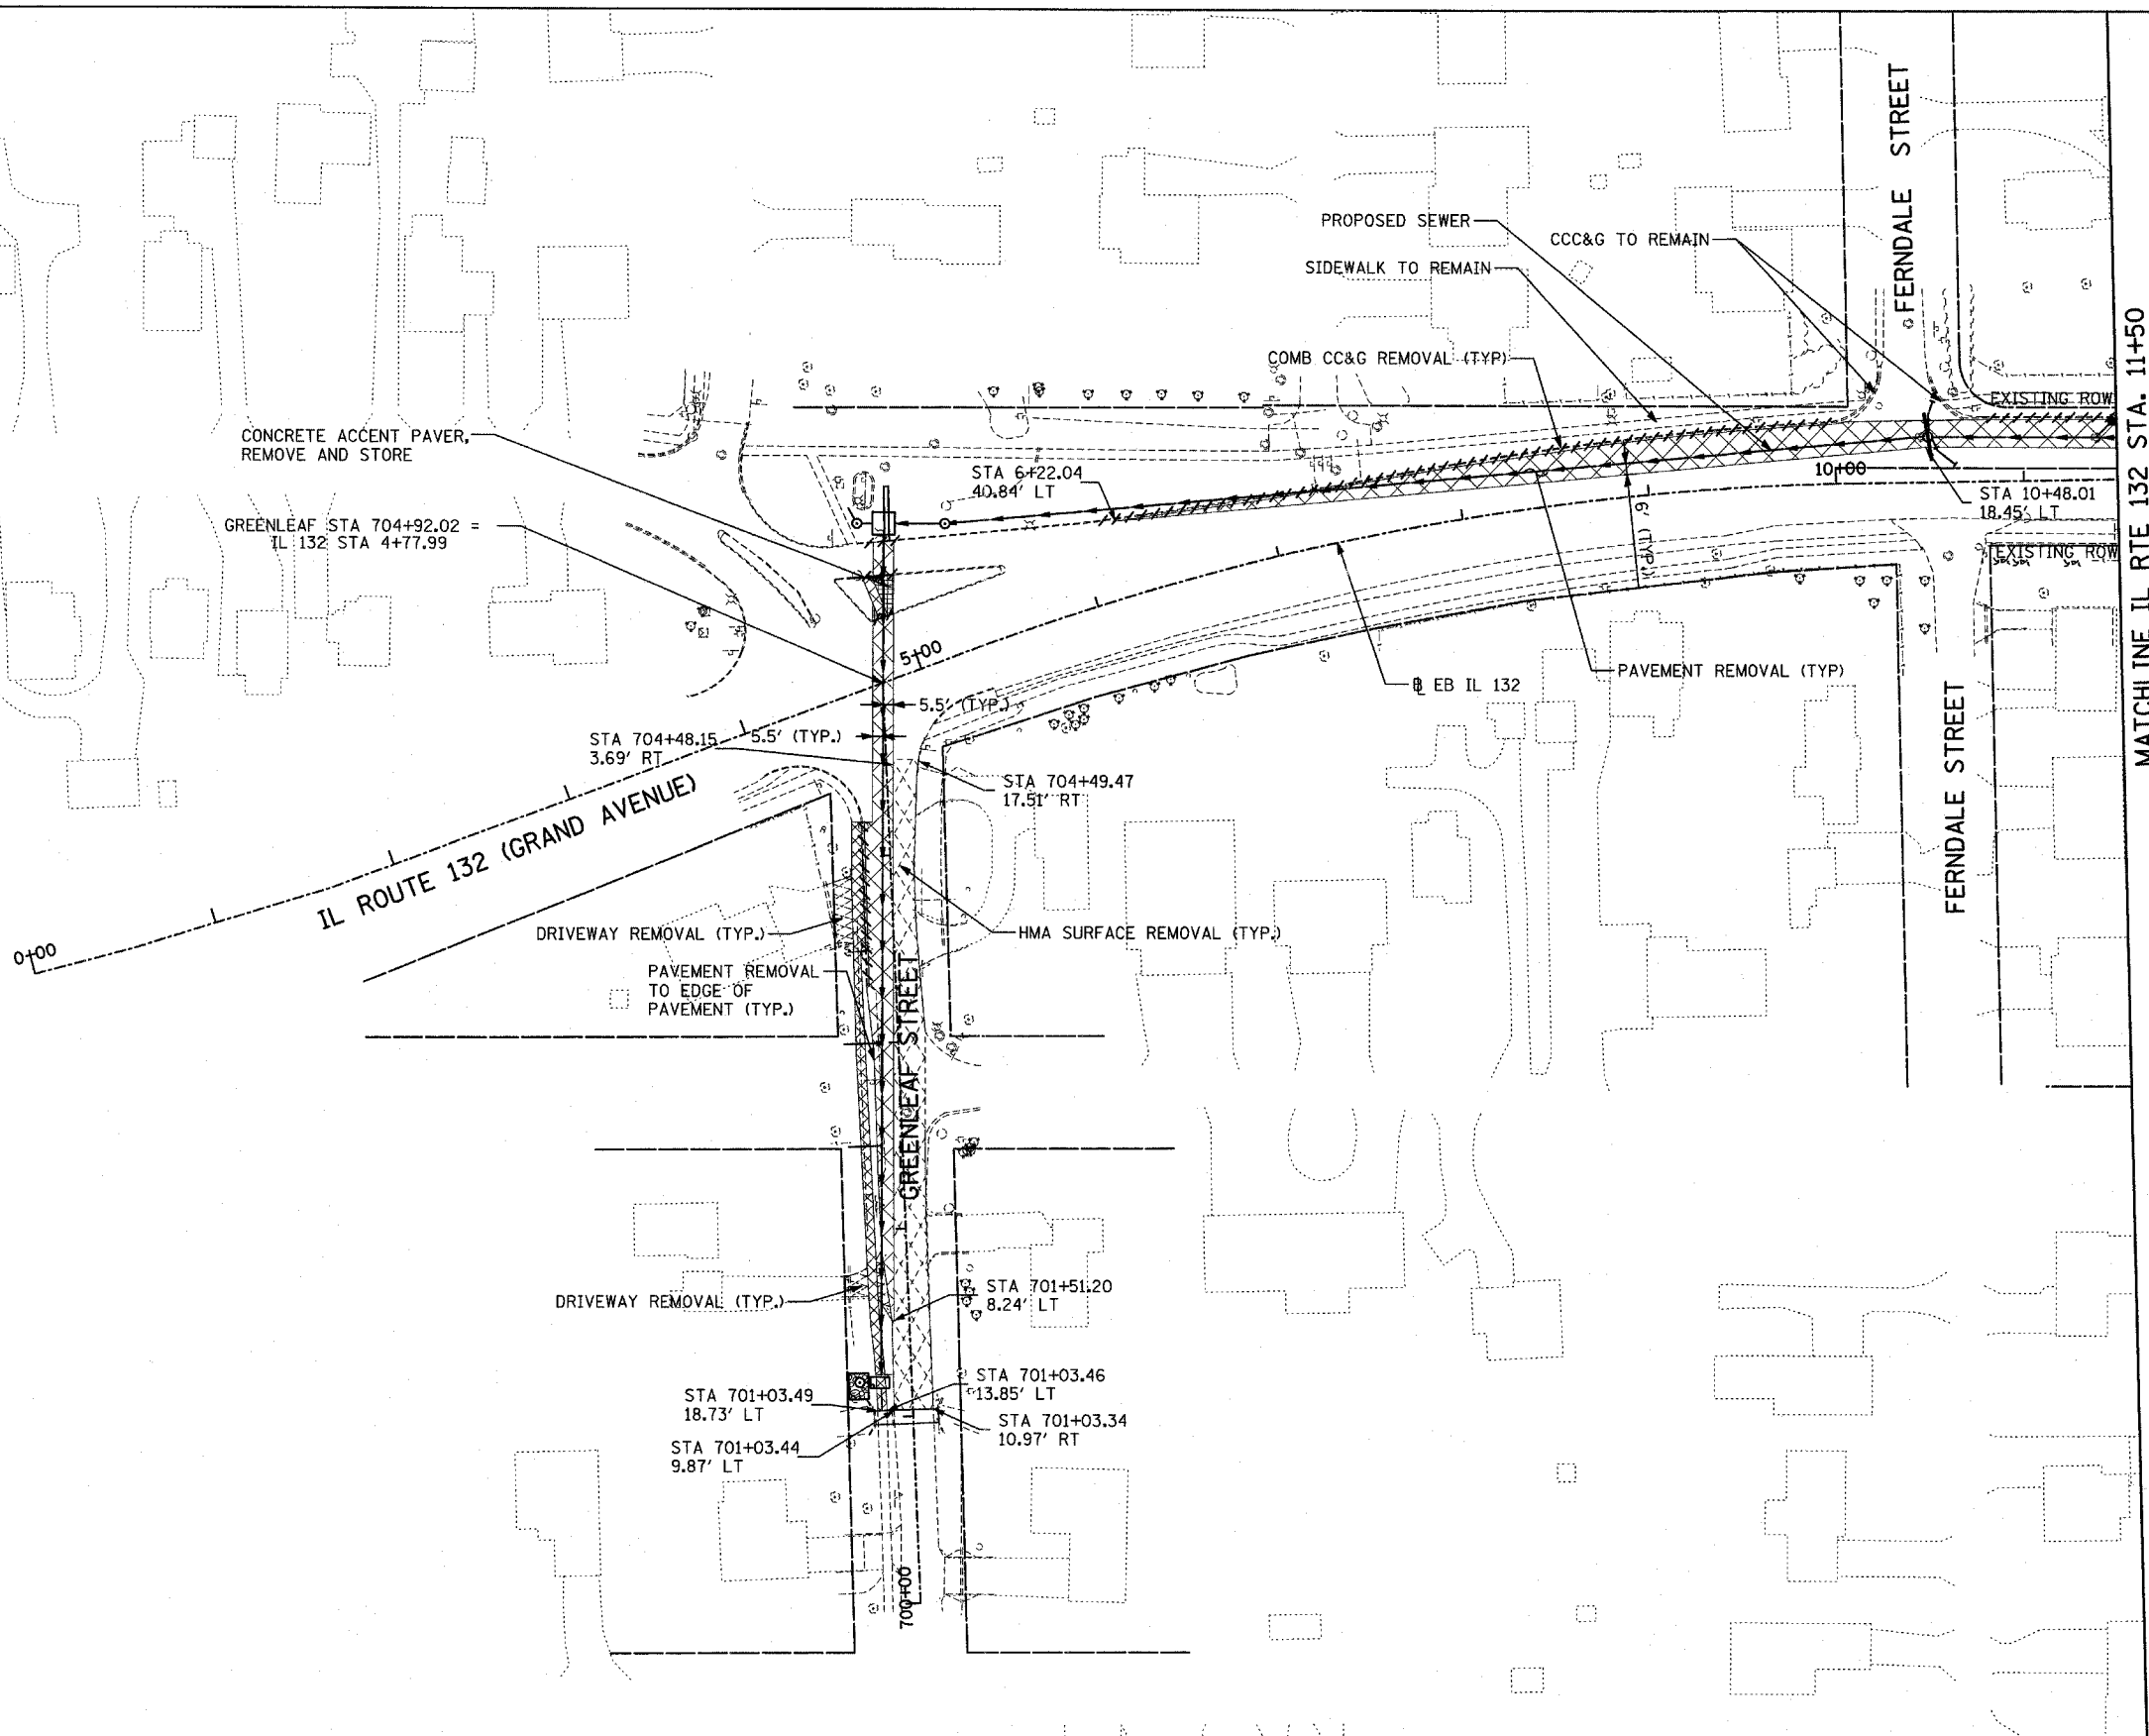 FERNDALE STREET
PROPOSED SEWER
CCC&G TO REMAIN
SIDEWALK TO REMAIN
COMB CC&G REMOVAL (TYP)
EXISTING ROW
MATCHLINE IL RTE 132 STA. 11+50
CONCRETE ACCENT PAVER,
REMOVE AND STORE
STA 6+22.04
40.84' LT
10+00
STA 10+48.01
18.45' LT
GREENLEAF STA 704+92.02 =
IL 132 STA 4+77.99
EXISTING ROW
5+00
PAVEMENT REMOVAL (TYP)
EB IL 132
5.5' (TYP.)
5.5' (TYP.)
STA 704+48.15
3.69' RT
STA 704+49.47
17.51' RT
FERNDALE STREET
IL ROUTE 132 (GRAND AVENUE)
0+00
DRIVEWAY REMOVAL (TYP.)
HMA SURFACE REMOVAL (TYP.)
PAVEMENT REMOVAL
TO EDGE OF
PAVEMENT (TYP.)
GREENLEAF STREET
STA 701+51.20
8.24' LT
DRIVEWAY REMOVAL (TYP.)
STA 701+03.49
18.73' LT
STA 701+03.46
13.85' LT
STA 701+03.34
10.97' RT
STA 701+03.44
9.87' LT
700+00